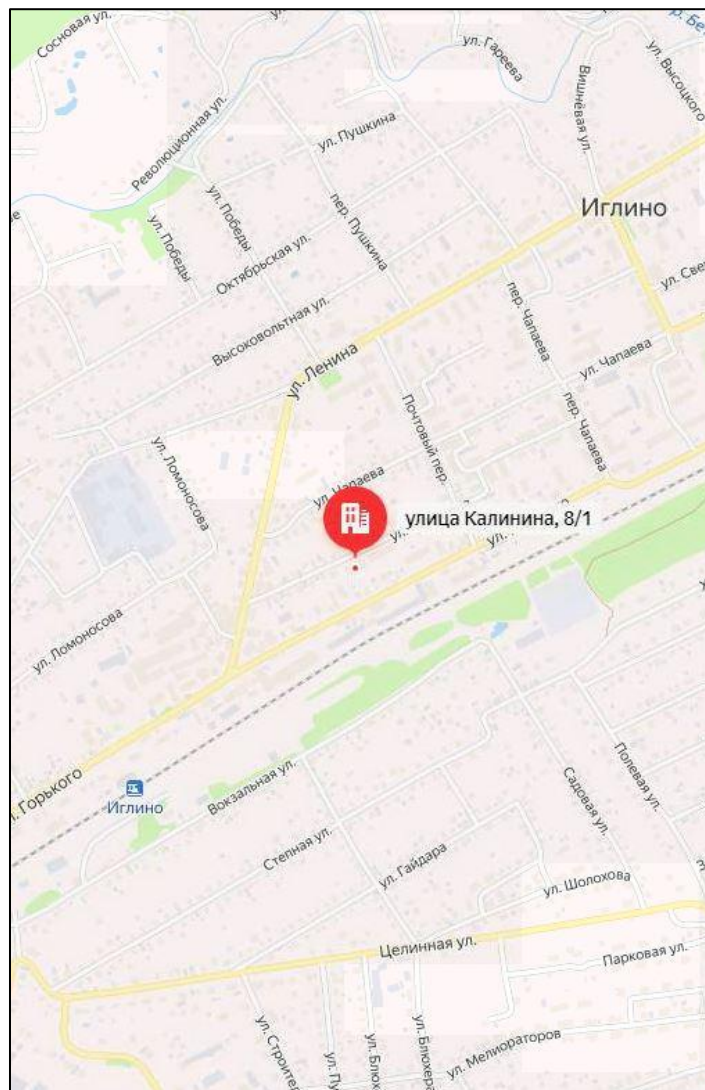 Сосновая ул.
ул. Гареева
ул. Высоцкого
Вишнёвая ул.
Революционная ул.
ул. Пушкина
Иглино
ул. Победы
ул. Победы
пер. Пушкина
Октябрьская ул.
Высоковольтная ул.
пер. Чапаева
ул. Ленина
ул. Чапаева
пер. Чапаева
Почтовый пер.
ул. Ломоносова
ул. Чапаева
улица Калинина, 8/1
ул. Ломоносова
Горького
Иглино
Вокзальная ул.
Полевая ул.
Садовая ул.
Степная ул.
ул. Гайдара
ул. Шолохова
Целинная ул.
Парковая ул.
ул. Мелиораторов